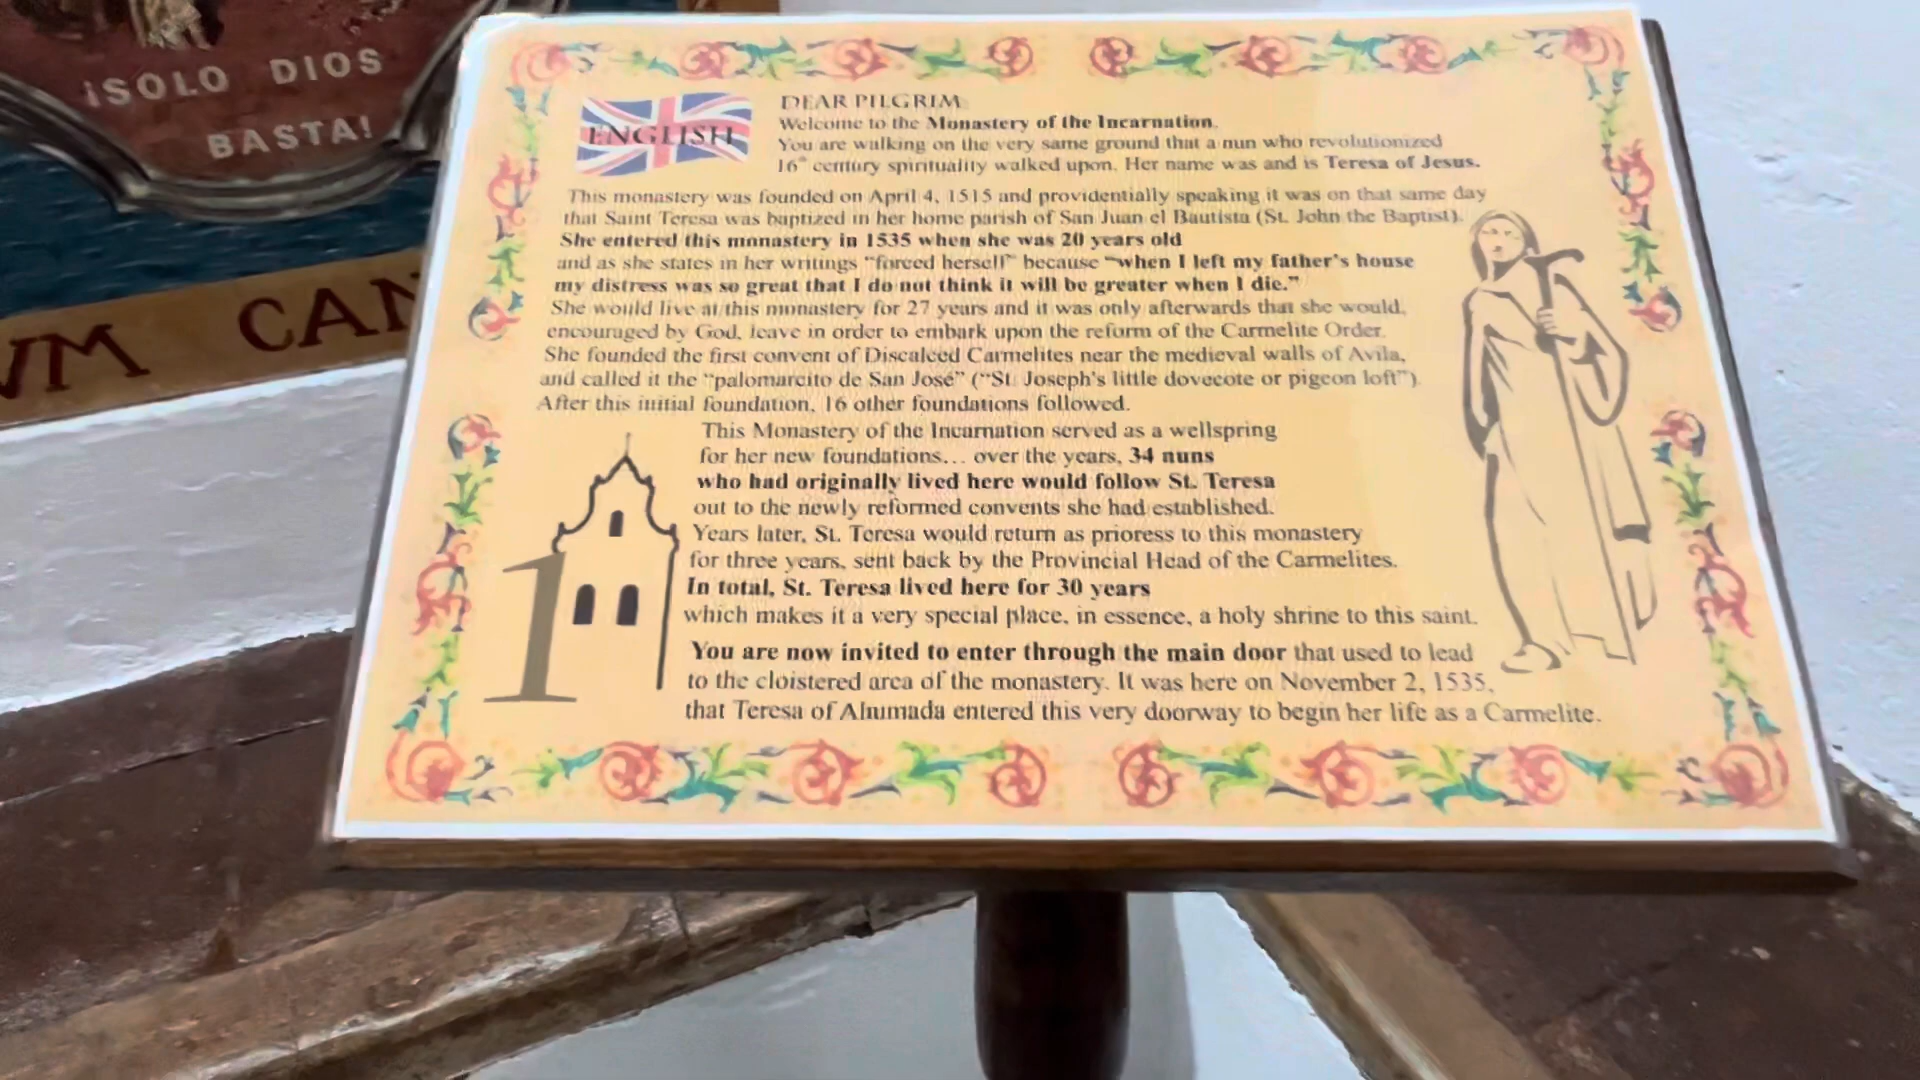 ¡SOLO DIOS
BASTA!
VM CAN
ENGLISH
DEAR PILGRIM:
Welcome to the Monastery of the Incarnation.
You are walking on the very same ground that a nun who revolutionized
16º century spirituality walked upon. Her name was and is Teresa of Jesus.
This monastery was founded on April 4, 1515 and providentially speaking it was on that same day
that Saint Teresa was baptized in her home parish of San Juan el Bautista (St. John the Baptist).
She entered this monastery in 1535 when she was 20 years old
and as she states in her writings "forced herself" because "when I left my father's house
my distress was so great that I do not think it will be greater when I die."
She would live at this monastery for 27 years and it was only afterwards that she would,
encouraged by God, leave in order to embark upon the reform of the Carmelite Order.
She founded the first convent of Discalced Carmelites near the medieval walls of Avila,
and called it the "palomarcito de San José" ("St. Joseph's little dovecote or pigeon loft").
After this initial foundation, 16 other foundations followed.
This Monastery of the Incarnation served as a wellspring
for her new foundations... over the years, 34 nuns
who had originally lived here would follow St. Teresa
out to the newly reformed convents she had established.
Years later, St. Teresa would return as prioress to this monastery
for three years, sent back by the Provincial Head of the Carmelites.
In total, St. Teresa lived here for 30 years
which makes it a very special place, in essence, a holy shrine to this saint.
1
You are now invited to enter through the main door that used to lead
to the cloistered area of the monastery. It was here on November 2, 1535,
that Teresa of Ahumada entered this very doorway to begin her life as a Carmelite.